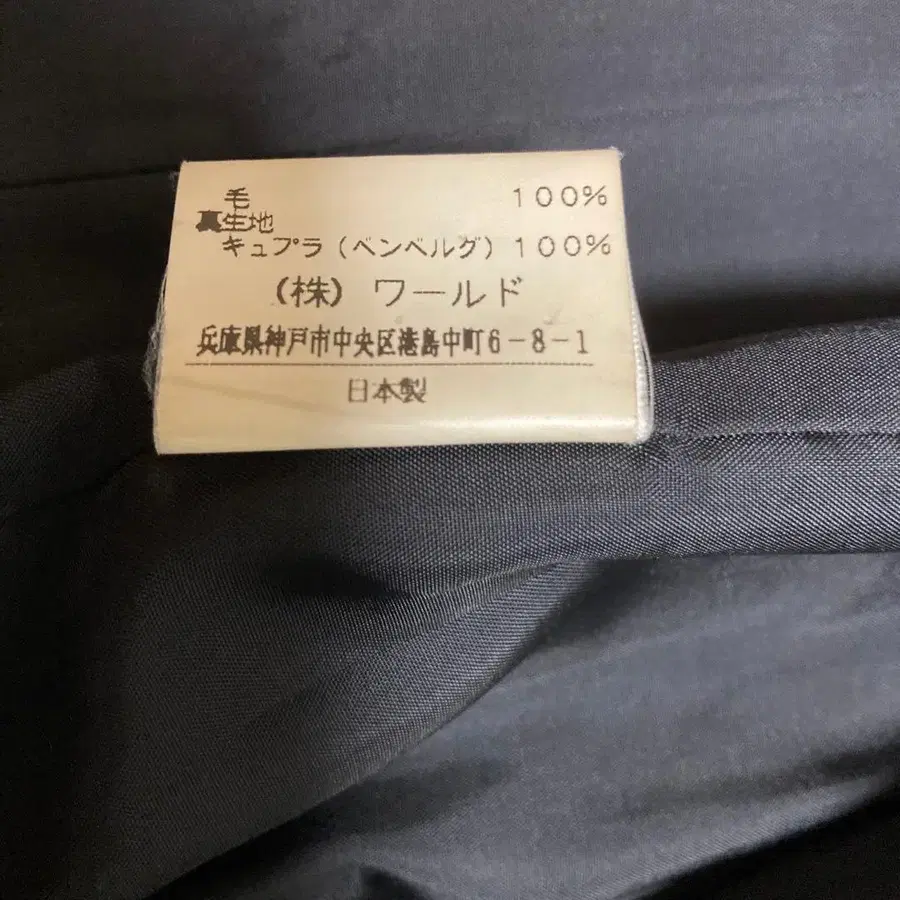 毛 100%
裏生地
キュプラ(ベンベルグ)100%
(株)ワールド
兵庫県神戸市中央区港島中町6-8-1
日本製